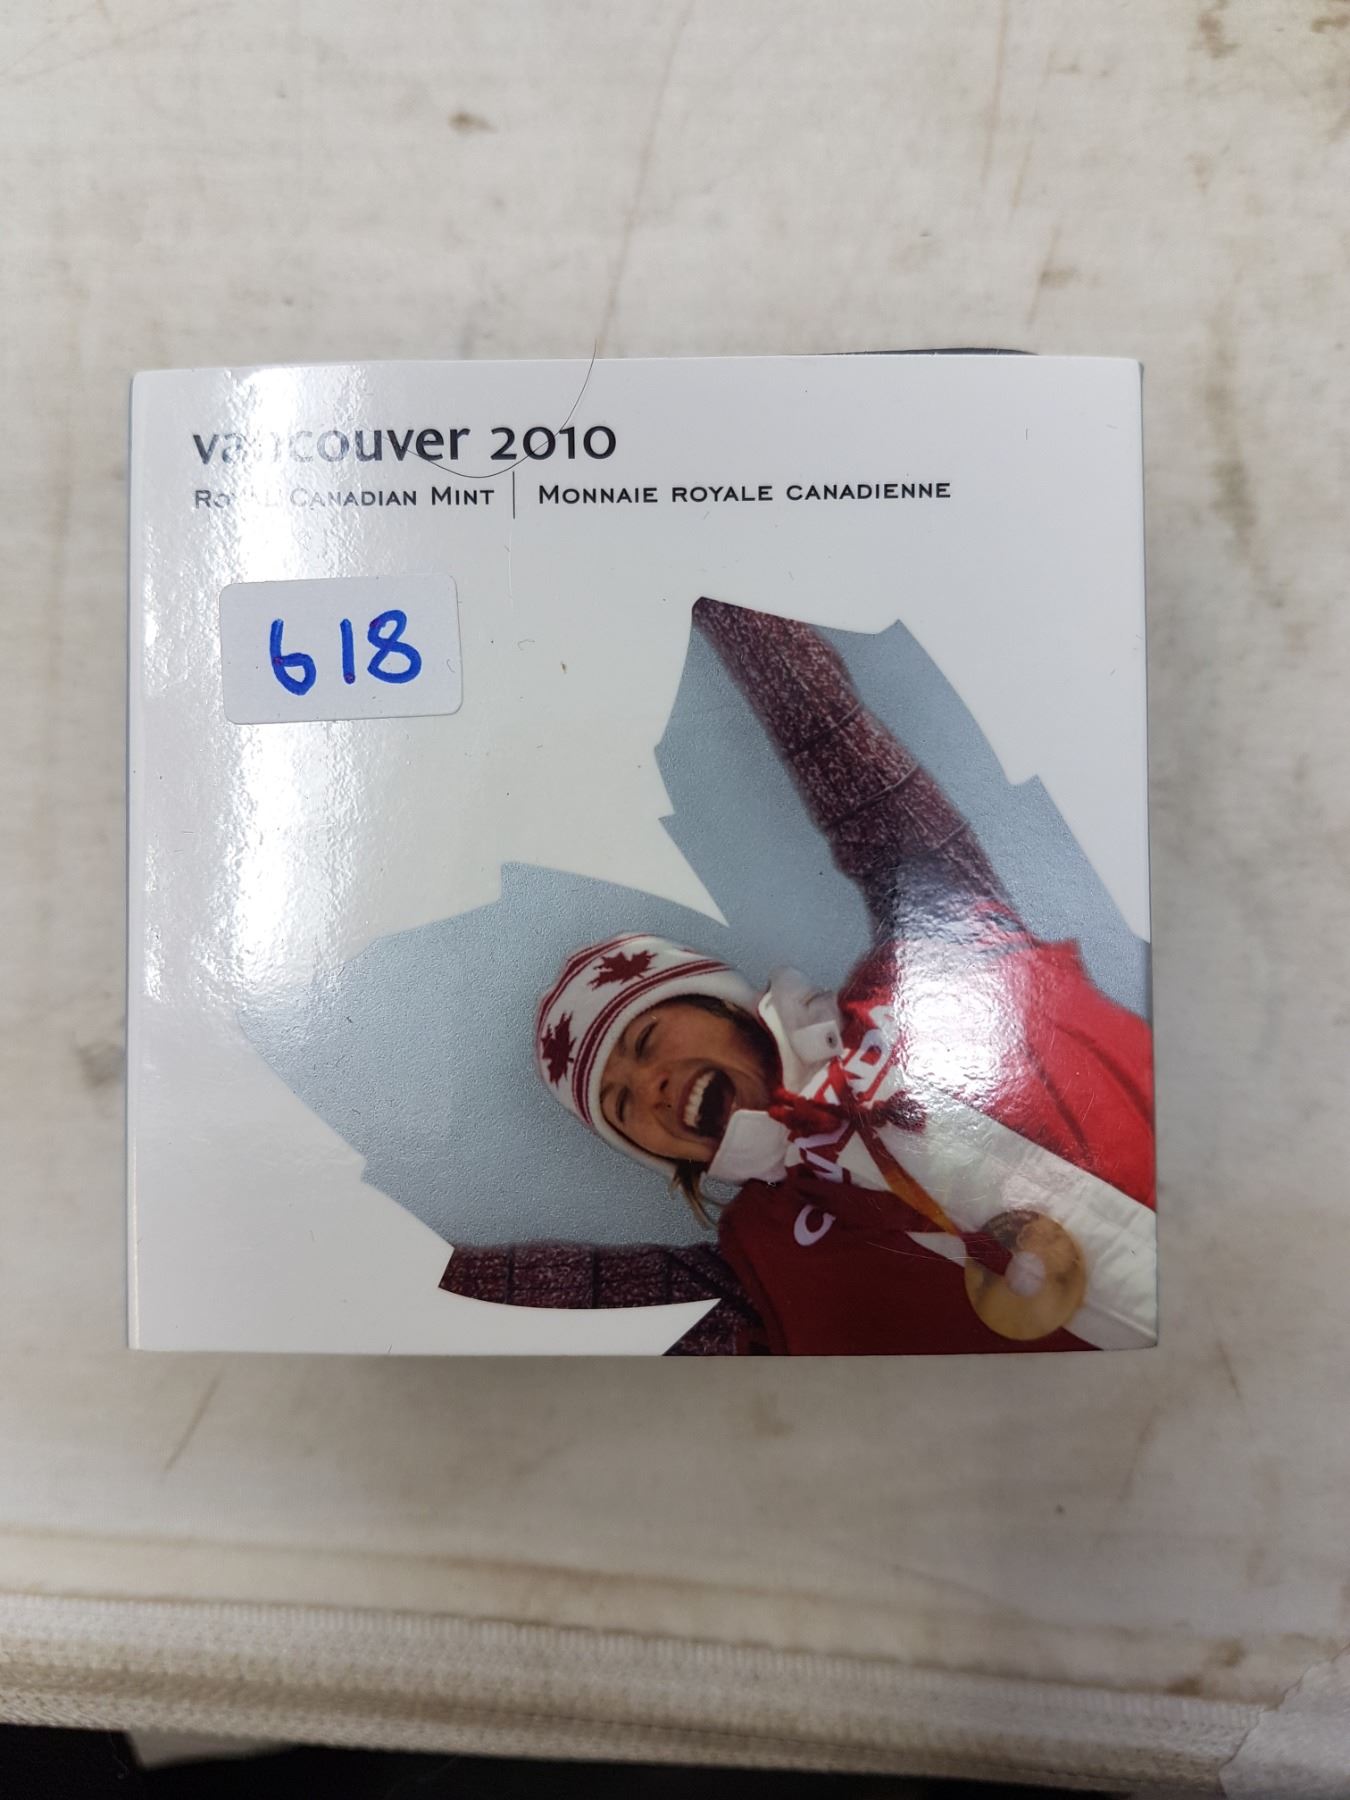 vancouver 2010
Royal Canadian Mint | Monnaie royale canadienne
618